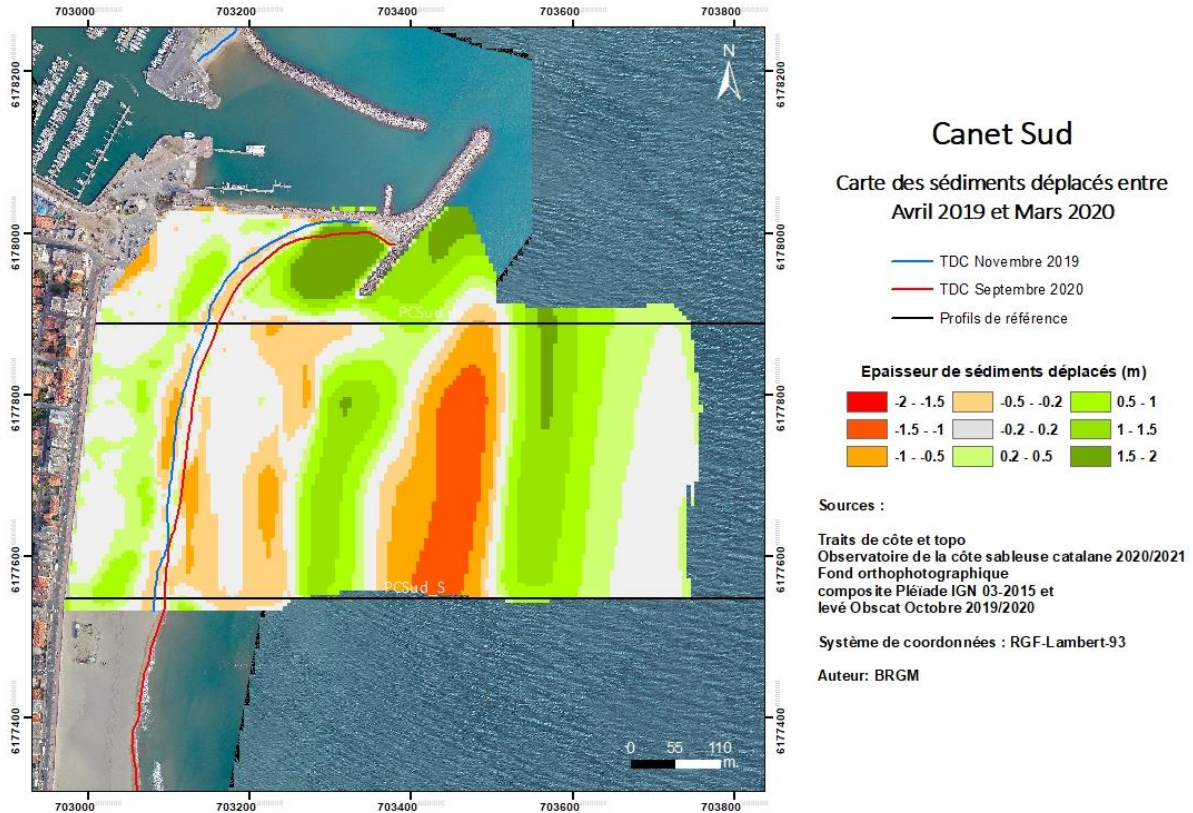 703000 703200 703400 703600 703800
6178200
6178000
6177800
6177600
6177400
N
PCSud
PCSud_S
0 55 110
m.
703000 703200 703400 703600 703800
6178200
6178000
6177800
6177600
6177400
Canet Sud
Carte des sédiments déplacés entre
Avril 2019 et Mars 2020
TDC Novembre 2019
TDC Septembre 2020
Profils de référence
Epaisseur de sédiments déplacés (m)
-2 - -1.5 -0.5 - -0.2 0.5 - 1
-1.5 - -1 -0.2 - 0.2 1 - 1.5
-1 - -0.5 0.2 - 0.5 1.5 - 2
Sources :
Traits de côte et topo
Observatoire de la côte sableuse catalane 2020/2021
Fond orthophotographique
composite Pléïade IGN 03-2015 et
levé Obscat Octobre 2019/2020
Système de coordonnées : RGF-Lambert-93
Auteur: BRGM